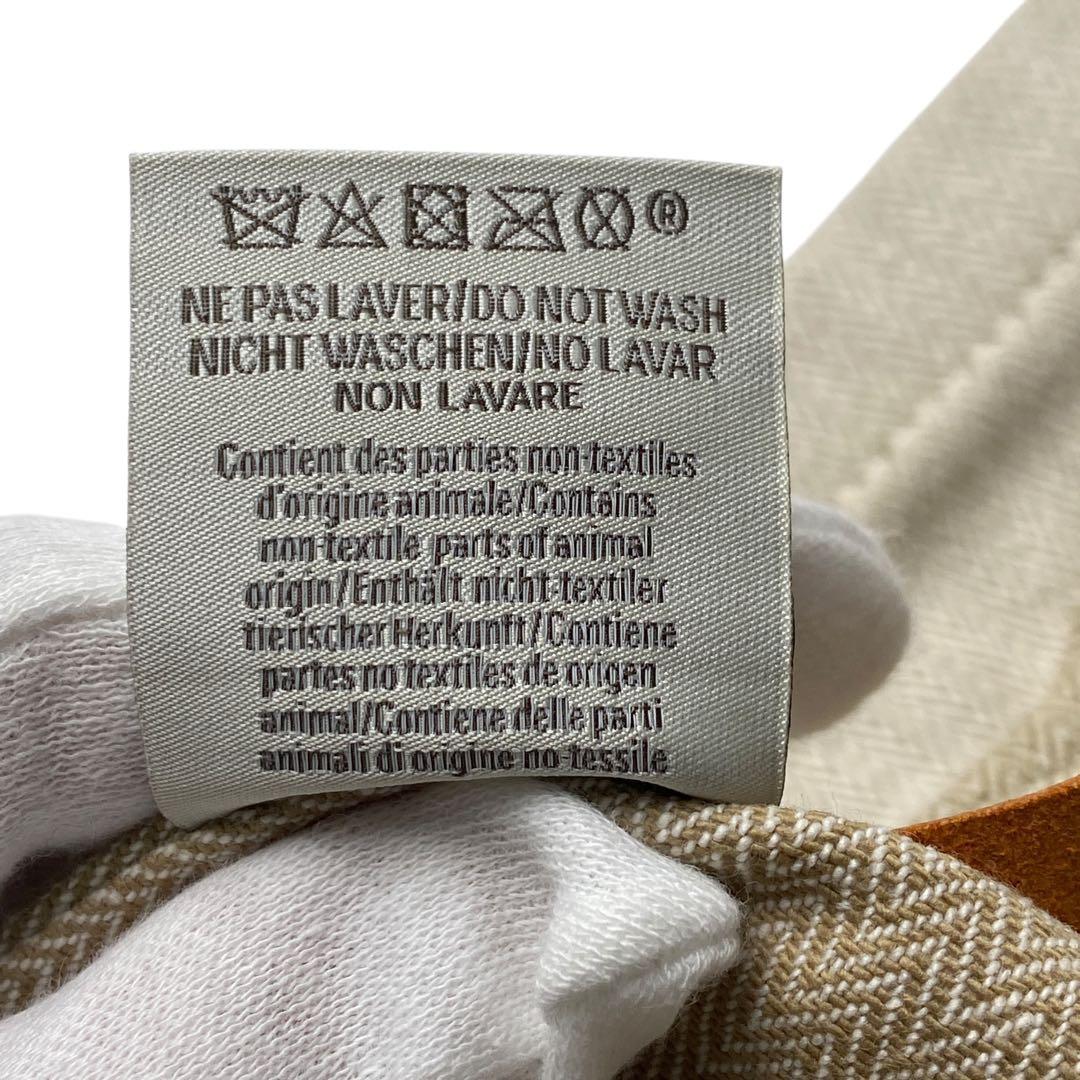 ®
NE PAS LAVER/DO NOT WASH
NICHT WASCHEN/NO LAVAR
NON LAVARE
Contient des parties non-textiles
d'origine animale/Contains
non-textile parts of animal
origin/Enthält nicht-textiler
tierischer Herkunft/Contiene
partes no textiles de origen
animal/Contiene delle parti
animali di origine no-tessile